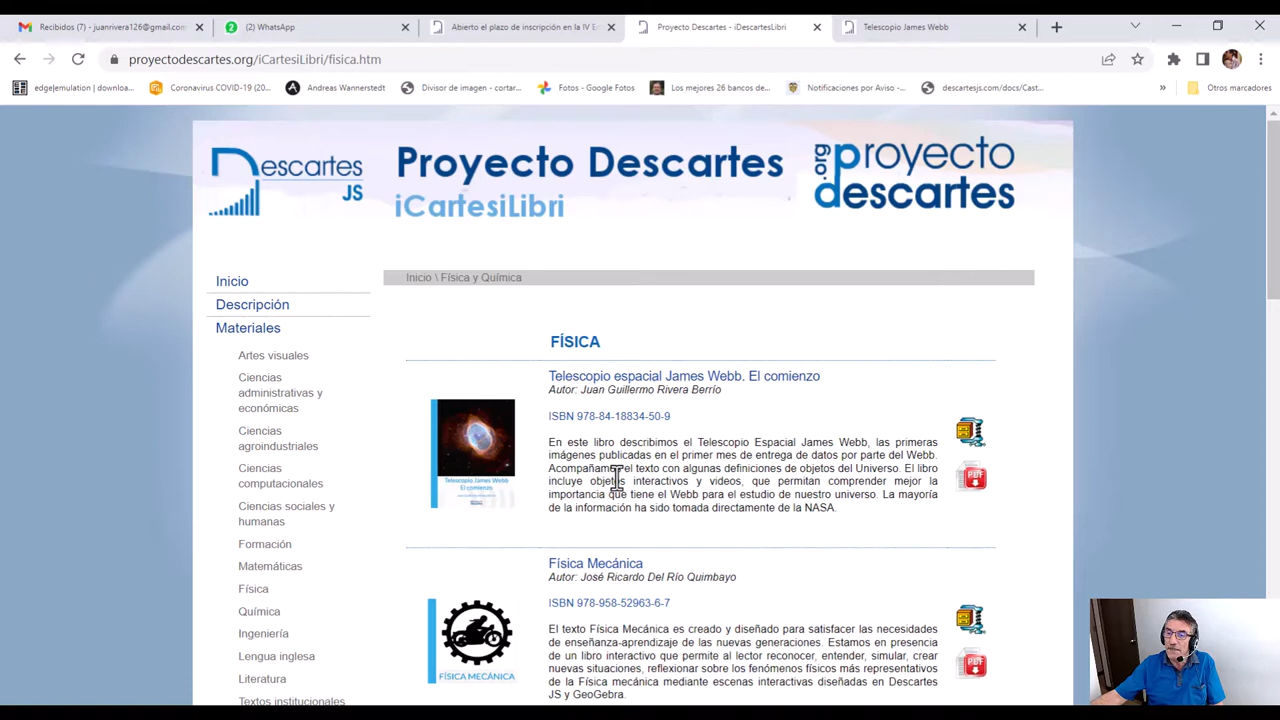 Recibidos (7) - juanrivera126@gmail.com
(2) WhatsApp
Abierto el plazo de inscripción en la IV E
Proyecto Descartes - iDescartesLibri
Telescopio James Webb
proyectodescartes.org/iCartesiLibri/fisica.htm
edge|emulation | downloa...
Coronavirus COVID-19 (20...
Andreas Wannerstedt
Divisor de imagen - cortar...
Fotos - Google Fotos
Los mejores 26 bancos de...
Notificaciones por Aviso -...
descartesjs.com/docs/Cast...
»
Otros marcadores
Descartes
JS
Proyecto Descartes
iCartesiLibri
.org proyecto
descartes
Inicio
Descripción
Materiales
Artes visuales
Ciencias
administrativas y
económicas
Ciencias
agroindustriales
Ciencias
computacionales
Ciencias sociales y
humanas
Formación
Matemáticas
Física
Química
Ingeniería
Lengua inglesa
Literatura
Textos institucionales
Inicio \ Física y Química
FÍSICA
Telescopio espacial James Webb. El comienzo
Autor: Juan Guillermo Rivera Berrío
ISBN 978-84-18834-50-9
En este libro describimos el Telescopio Espacial James Webb, las primeras
imágenes publicadas en el primer mes de entrega de datos por parte del Webb.
Acompañamos el texto con algunas definiciones de objetos del Universo. El libro
incluye objetos interactivos y videos, que permitan comprender mejor la
importancia que tiene el Webb para el estudio de nuestro universo. La mayoría
de la información ha sido tomada directamente de la NASA.
Telescopio James Webb
El comienzo
PDF
Física Mecánica
Autor: José Ricardo Del Río Quimbayo
ISBN 978-958-52963-6-7
El texto Física Mecánica es creado y diseñado para satisfacer las necesidades
de enseñanza-aprendizaje de las nuevas generaciones. Estamos en presencia
de un libro interactivo que permite al lector reconocer, entender, simular, crear
nuevas situaciones, reflexionar sobre los fenómenos físicos más representativos
de la Física mecánica mediante escenas interactivas diseñadas en Descartes
JS y GeoGebra.
FÍSICA MECÁNICA
PDF